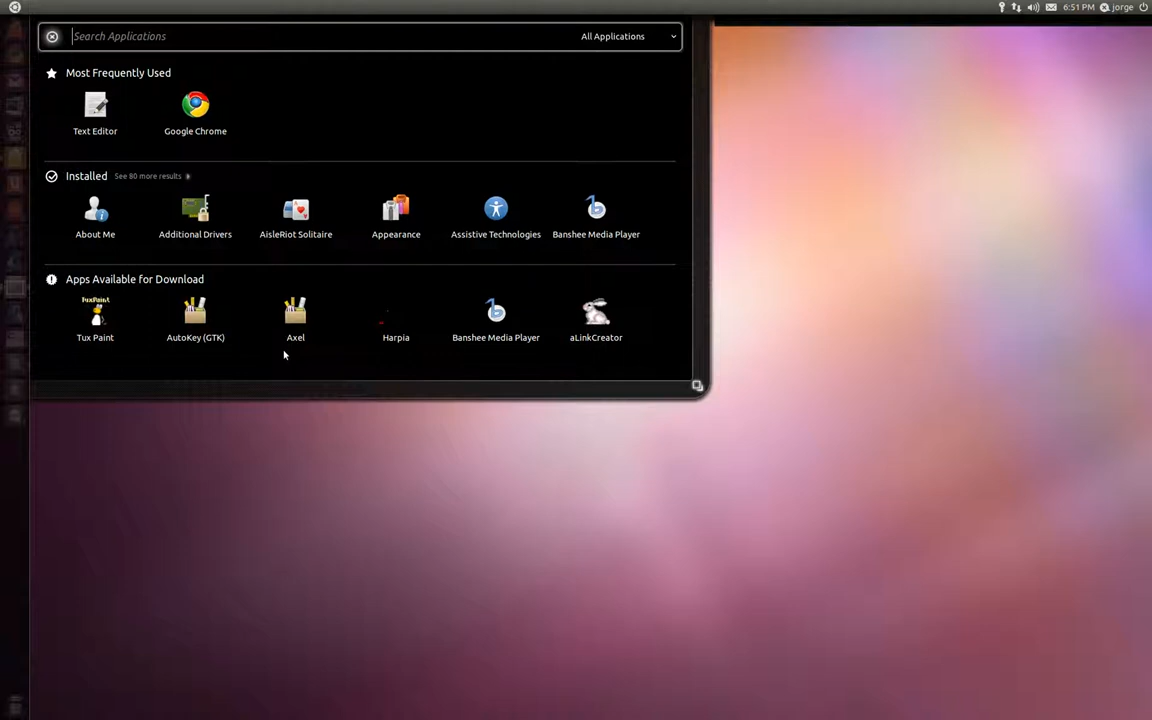 6:51 PM jorge
Search Applications All Applications
Most Frequently Used
Text Editor Google Chrome
Installed See 80 more results
About Me Additional Drivers AisleRiot Solitaire Appearance Assistive Technologies Banshee Media Player
Apps Available for Download
TuxPaint
Tux Paint AutoKey (GTK) Axel Harpia Banshee Media Player aLinkCreator